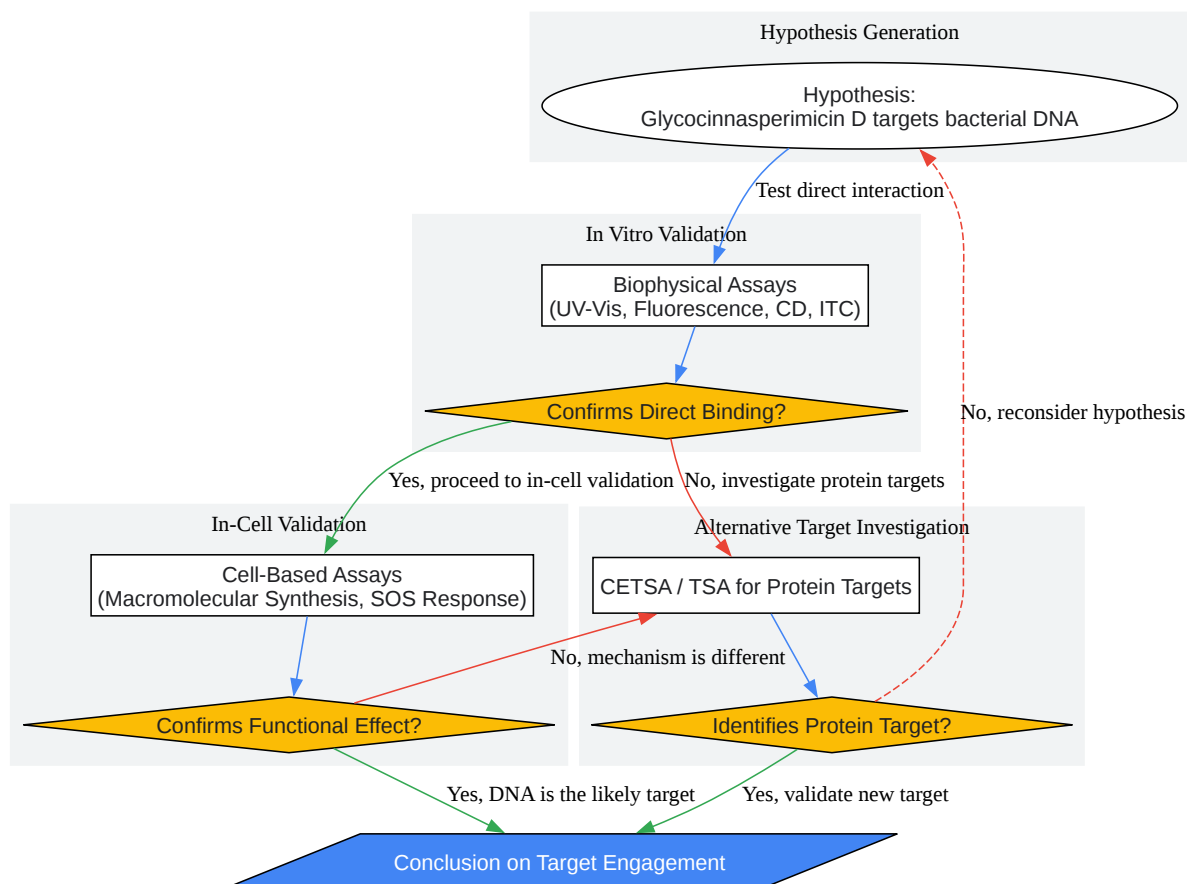 Hypothesis Generation
Hypothesis:
Glycocinnasperimicin D targets bacterial DNA
Test direct interaction
In Vitro Validation
Biophysical Assays
(UV-Vis, Fluorescence, CD, ITC)
Confirms Direct Binding?
No, reconsider hypothesis
Yes, proceed to in-cell validation
No, investigate protein targets
In-Cell Validation
Alternative Target Investigation
Cell-Based Assays
(Macromolecular Synthesis, SOS Response)
CETSA / TSA for Protein Targets
No, mechanism is different
Confirms Functional Effect?
Identifies Protein Target?
Yes, DNA is the likely target
Yes, validate new target
Conclusion on Target Engagement